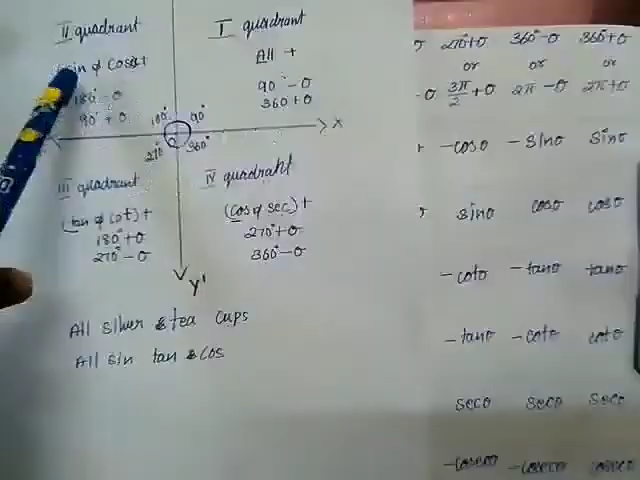 II quadrant
sin & Cosec +
180° - θ
90° + θ
I quadrant
All +
90° - θ
360° + θ
180° 90°
X
270° 360°
III quadrant
(tan & cot) +
180° + θ
270° - θ
IV quadrant
(cos & sec) +
270° + θ
360° - θ
Y'
All silver & tea cups
All sin tan & cos
270+θ 360-θ 360+θ
or or or
-θ 3π/2 + θ 2π - θ 2π+θ
-cosθ -sinθ sinθ
sinθ cosθ cosθ
-cotθ -tanθ tanθ
-tanθ -cotθ cotθ
secθ secθ
-cosecθ -cosecθ cosecθ